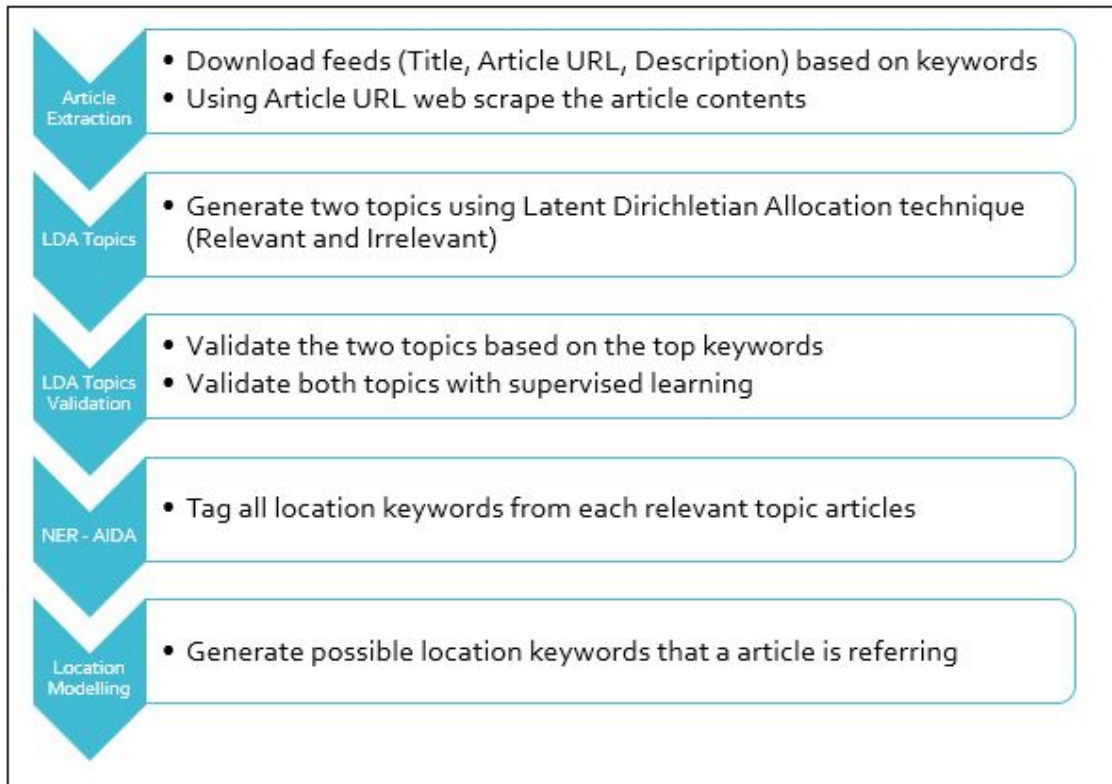 Article
Extraction
• Download feeds (Title, Article URL, Description) based on keywords
• Using Article URL web scrape the article contents
LDA Topics
• Generate two topics using Latent Dirichletian Allocation technique
(Relevant and Irrelevant)
LDA Topics
Validation
• Validate the two topics based on the top keywords
• Validate both topics with supervised learning
NER - AIDA
• Tag all location keywords from each relevant topic articles
Location
Modelling
• Generate possible location keywords that a article is referring